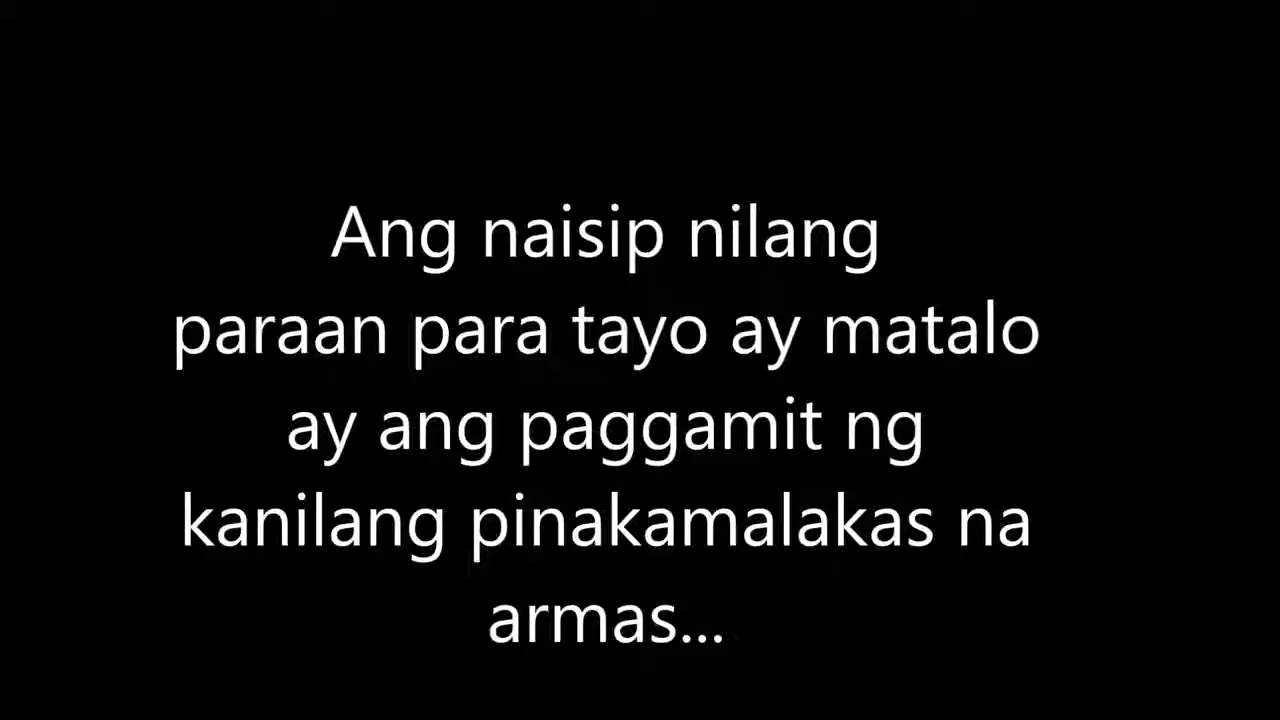 Ang naisip nilang
paraan para tayo ay matalo
ay ang paggamit ng
kanilang pinakamalakas na
armas...